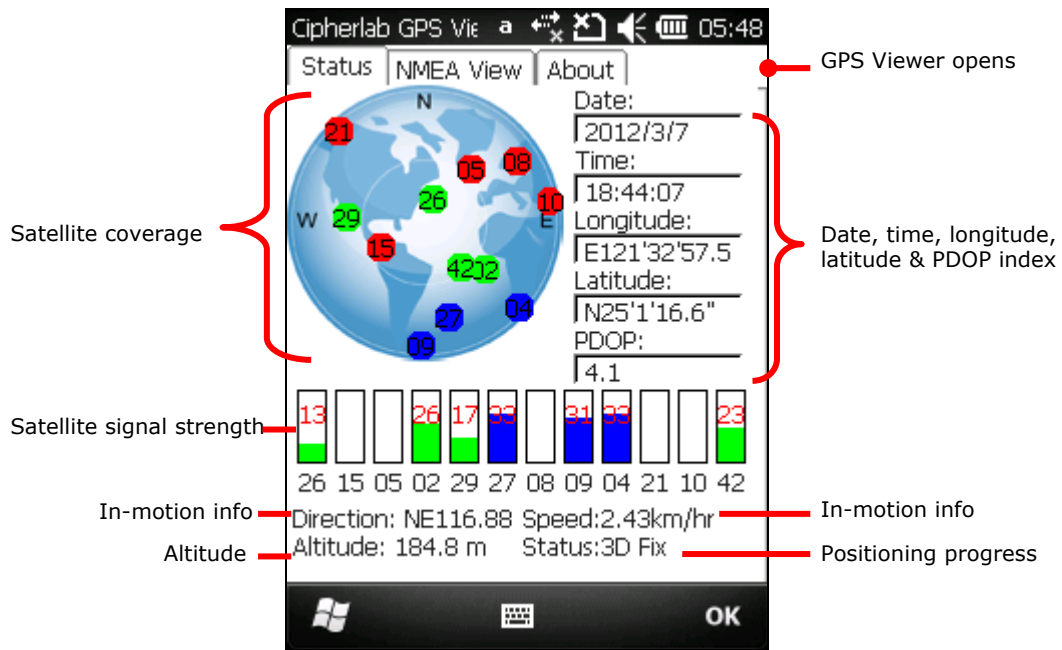 Cipherlab GPS Vie a 05:48
Status NMEA View About
GPS Viewer opens
N
W
E
21
05
08
10
26
29
15
42
02
27
04
09
Satellite coverage
Date:
2012/3/7
Time:
18:44:07
Longitude:
E121'32'57.5
Latitude:
N25'1'16.6"
PDOP:
4.1
Date, time, longitude,
latitude & PDOP index
Satellite signal strength
13 26 17 33 31 33 23
26 15 05 02 29 27 08 09 04 21 10 42
In-motion info
Direction: NE116.88 Speed:2.43km/hr
In-motion info
Altitude
Altitude: 184.8 m Status:3D Fix
Positioning progress
OK